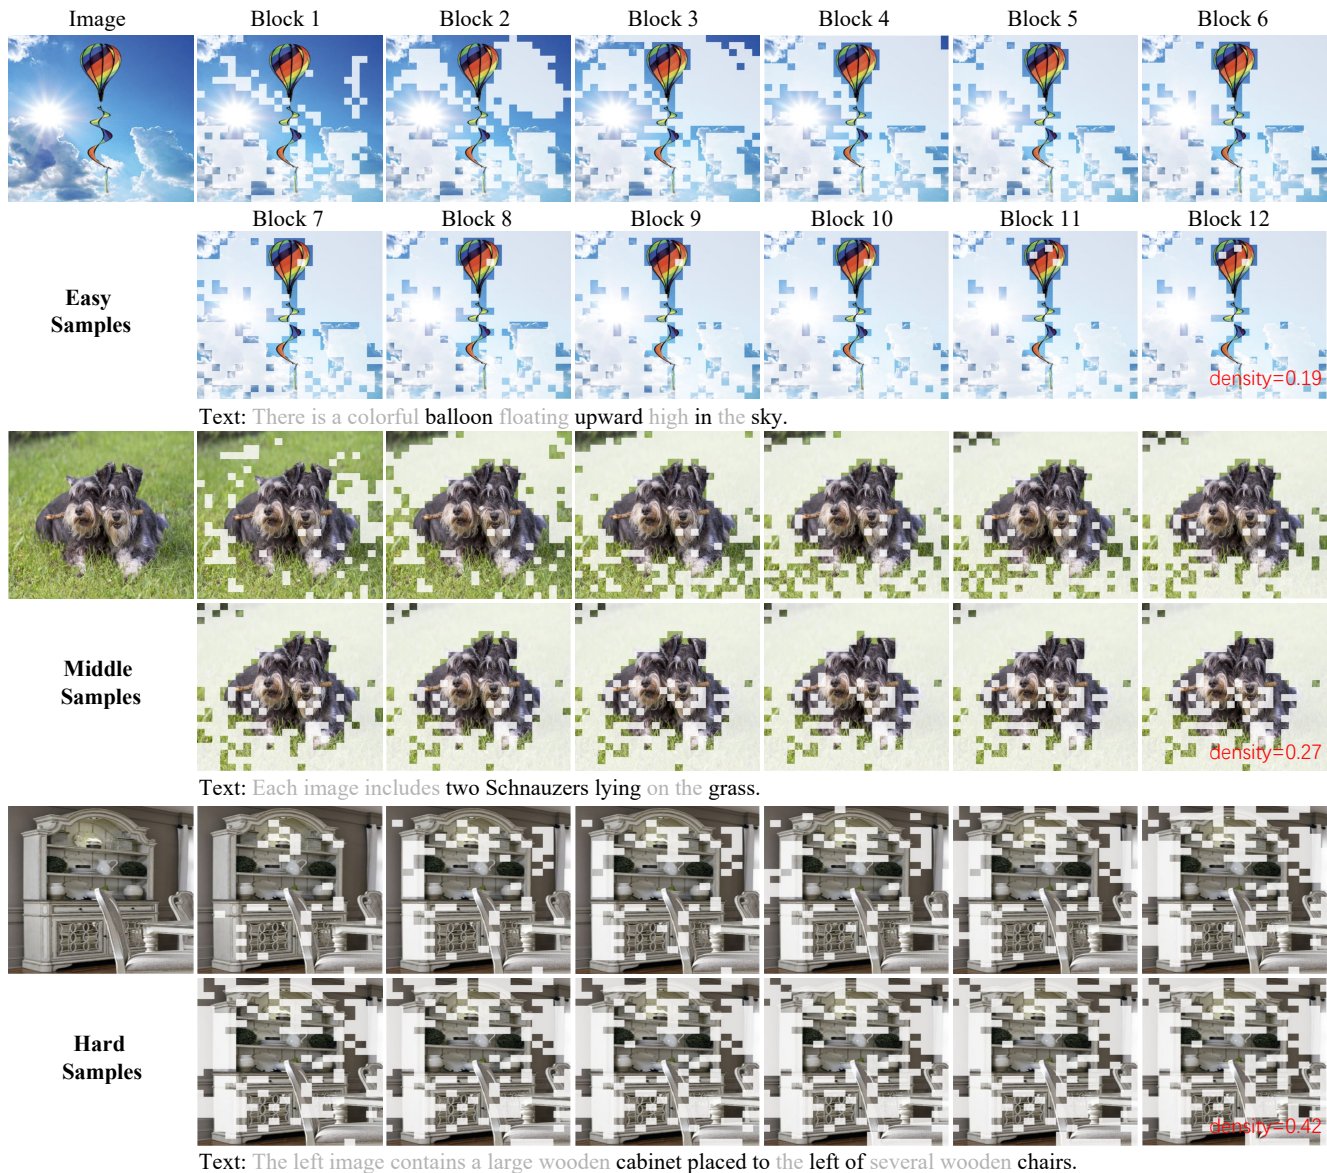 Image Block 1 Block 2 Block 3 Block 4 Block 5 Block 6
Block 7 Block 8 Block 9 Block 10 Block 11 Block 12
Easy
Samples
density=0.19
Text: There is a colorful balloon floating upward high in the sky.
Middle
Samples
density=0.27
Text: Each image includes two Schnauzers lying on the grass.
Hard
Samples
density=0.42
Text: The left image contains a large wooden cabinet placed to the left of several wooden chairs.